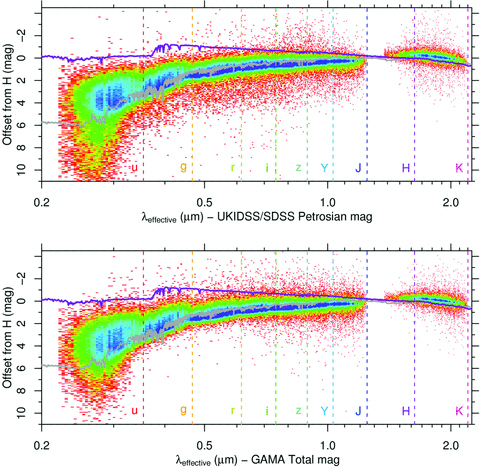 -2
0
2
4
6
8
10
Offset from H (mag)
u g r i z Y J H K
0.2 0.5 1.0 2.0
λeffective (μm) − UKIDSS/SDSS Petrosian mag
-2
0
2
4
6
8
10
Offset from H (mag)
u g r i z Y J H K
0.2 0.5 1.0 2.0
λeffective (μm) − GAMA Total mag